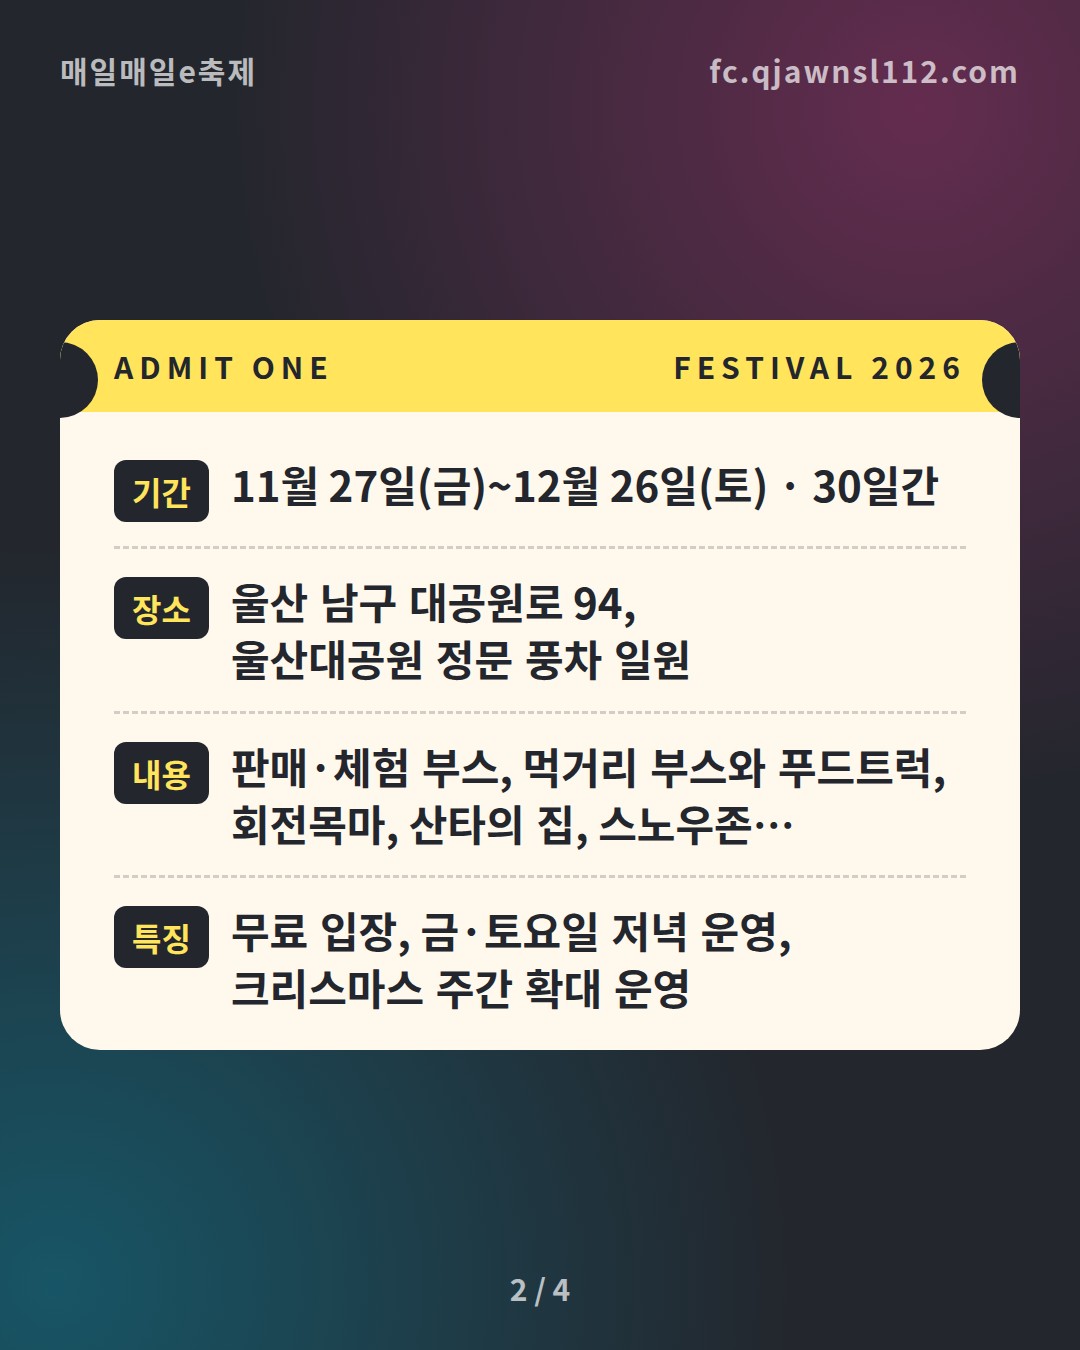 매일매일e축제
fc.qjawnsl112.com
ADMIT ONE
FESTIVAL 2026
기간
11월 27일(금)~12월 26일(토) · 30일간
장소
울산 남구 대공원로 94,
울산대공원 정문 풍차 일원
내용
판매·체험 부스, 먹거리 부스와 푸드트럭,
회전목마, 산타의 집, 스노우존…
특징
무료 입장, 금·토요일 저녁 운영,
크리스마스 주간 확대 운영
2 / 4